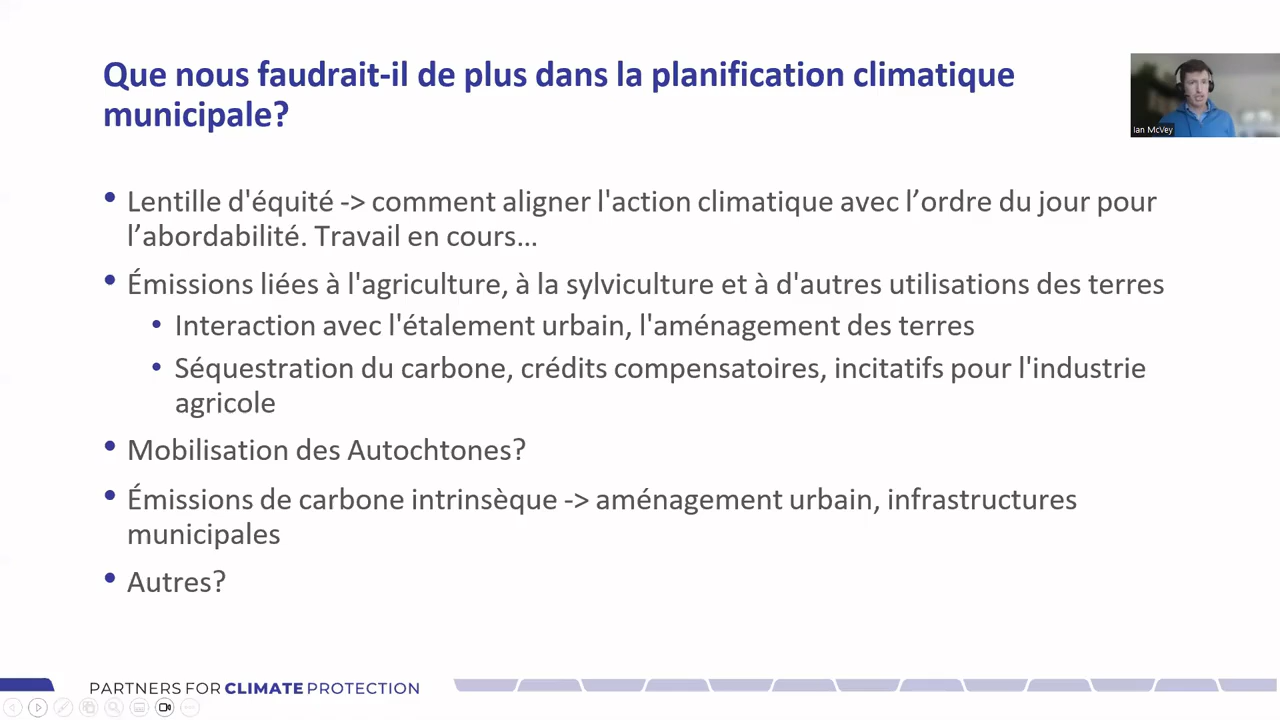 Que nous faudrait-il de plus dans la planification climatique
municipale?
Ian McVey
• Lentille d'équité -> comment aligner l'action climatique avec l’ordre du jour pour
l’abordabilité. Travail en cours…
• Émissions liées à l'agriculture, à la sylviculture et à d'autres utilisations des terres
• Interaction avec l'étalement urbain, l'aménagement des terres
• Séquestration du carbone, crédits compensatoires, incitatifs pour l'industrie
agricole
• Mobilisation des Autochtones?
• Émissions de carbone intrinsèque -> aménagement urbain, infrastructures
municipales
• Autres?
PARTNERS FOR CLIMATE PROTECTION